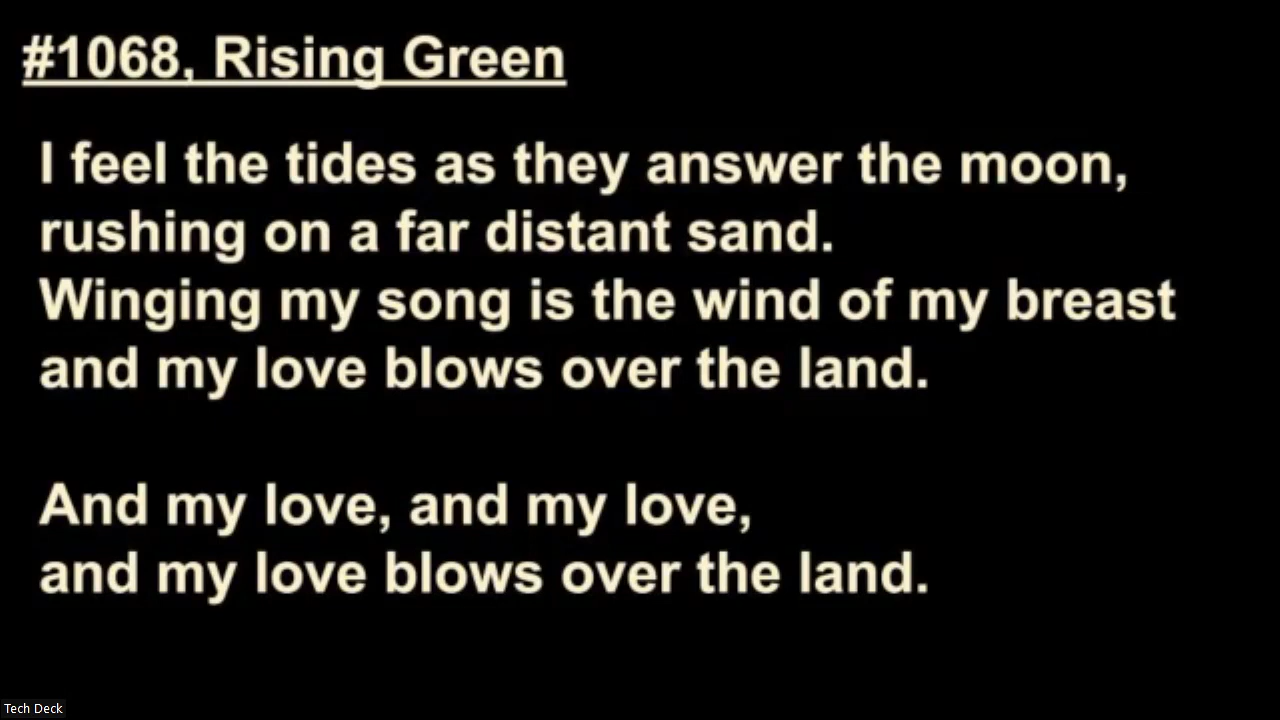 #1068, Rising Green
I feel the tides as they answer the moon,
rushing on a far distant sand.
Winging my song is the wind of my breast
and my love blows over the land.
And my love, and my love,
and my love blows over the land.
Tech Deck